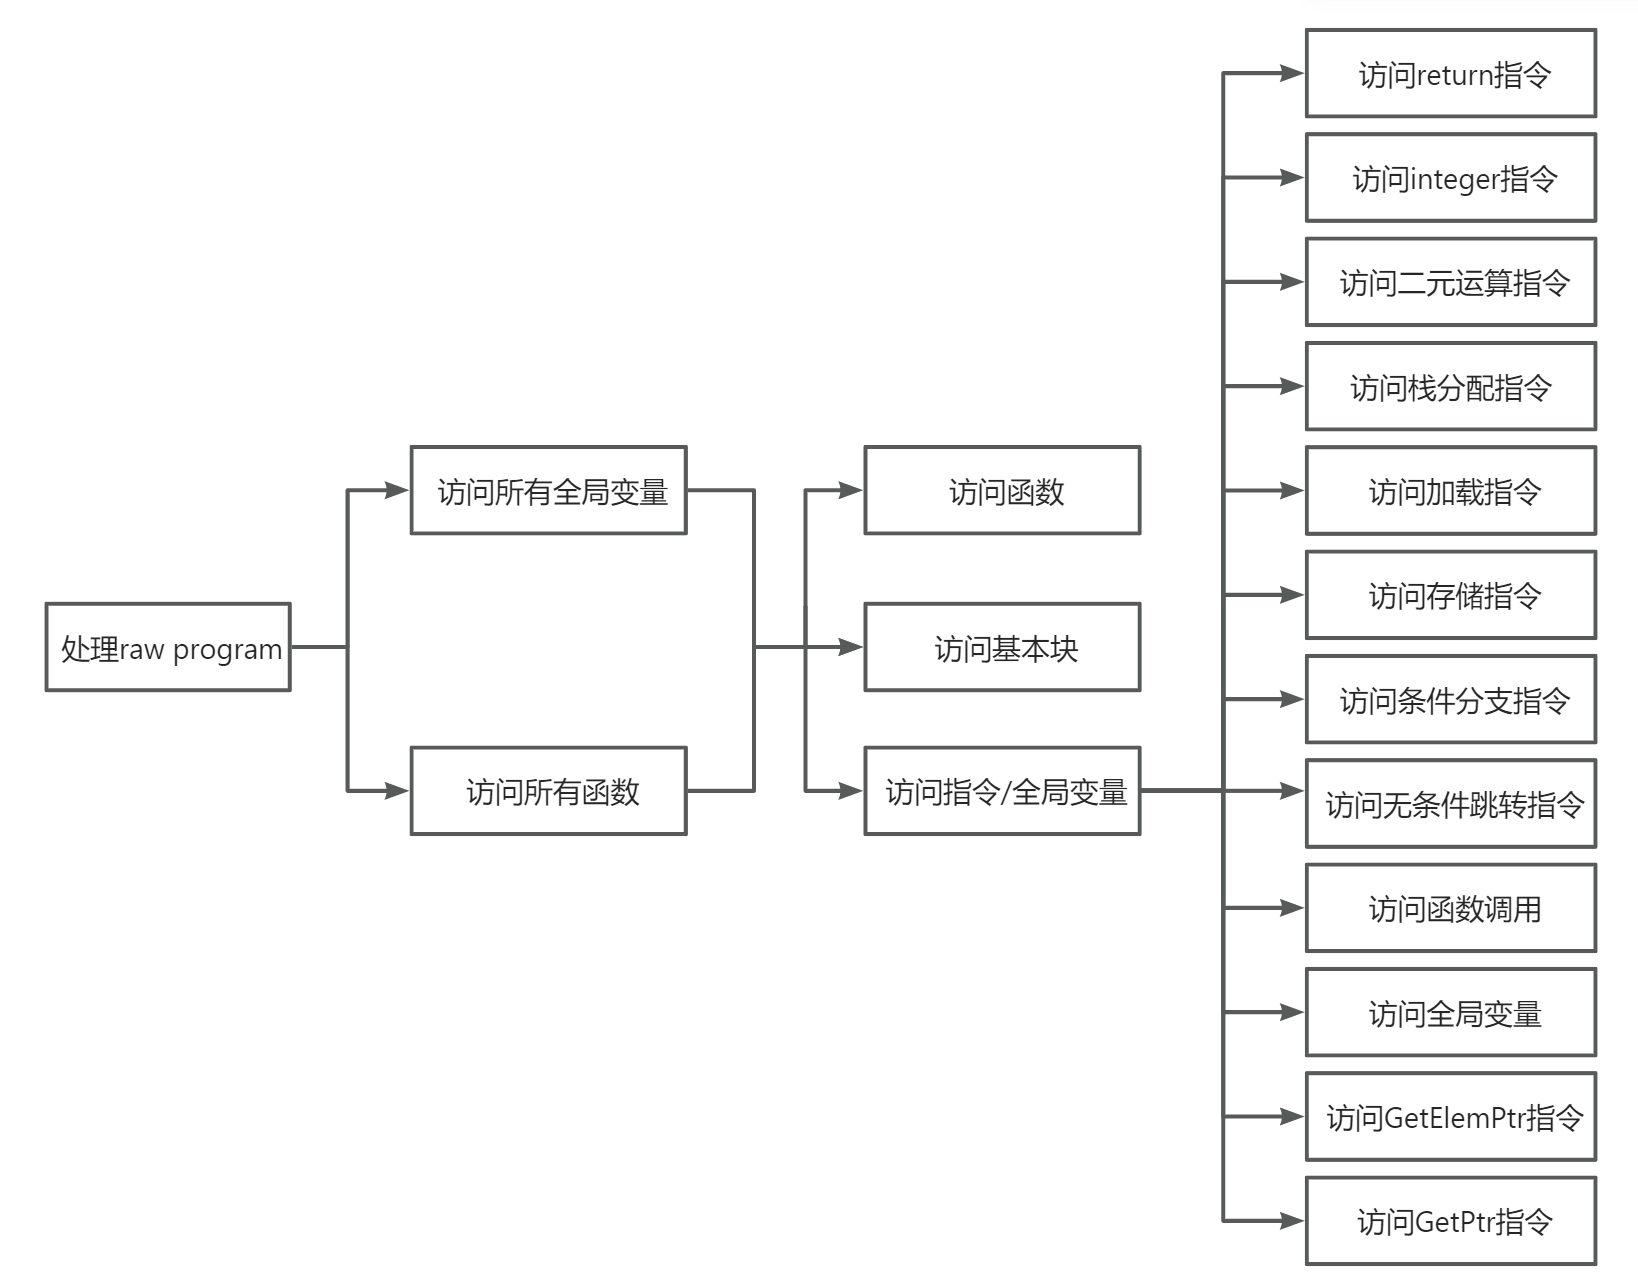 处理raw program
访问所有全局变量
访问所有函数
访问函数
访问基本块
访问指令/全局变量
访问return指令
访问integer指令
访问二元运算指令
访问栈分配指令
访问加载指令
访问存储指令
访问条件分支指令
访问无条件跳转指令
访问函数调用
访问全局变量
访问GetElemPtr指令
访问GetPtr指令